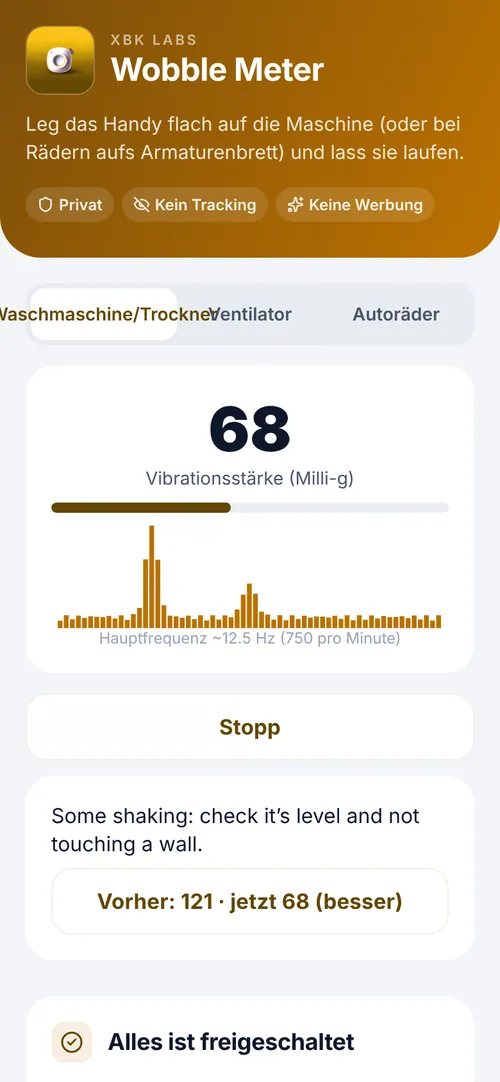 XBK LABS
Wobble Meter
Leg das Handy flach auf die Maschine (oder bei
Rädern aufs Armaturenbrett) und lass sie laufen.
Privat
Kein Tracking
Keine Werbung
Waschmaschine/Trockner
Ventilator
Autoräder
68
Vibrationsstärke (Milli-g)
Hauptfrequenz ~12.5 Hz (750 pro Minute)
Stopp
Some shaking: check it’s level and not
touching a wall.
Vorher: 121 · jetzt 68 (besser)
Alles ist freigeschaltet